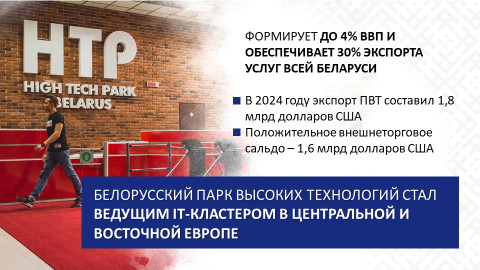 HTP
HIGH TECH PARK
BELARUS
ФОРМИРУЕТ ДО 4% ВВП И
ОБЕСПЕЧИВАЕТ 30% ЭКСПОРТА
УСЛУГ ВСЕЙ БЕЛАРУСИ
В 2024 году экспорт ПВТ составил 1,8
млрд долларов США
Положительное внешнеторговое
сальдо – 1,6 млрд долларов США
БЕЛОРУССКИЙ ПАРК ВЫСОКИХ ТЕХНОЛОГИЙ СТАЛ
ВЕДУЩИМ IT-КЛАСТЕРОМ В ЦЕНТРАЛЬНОЙ И
ВОСТОЧНОЙ ЕВРОПЕ